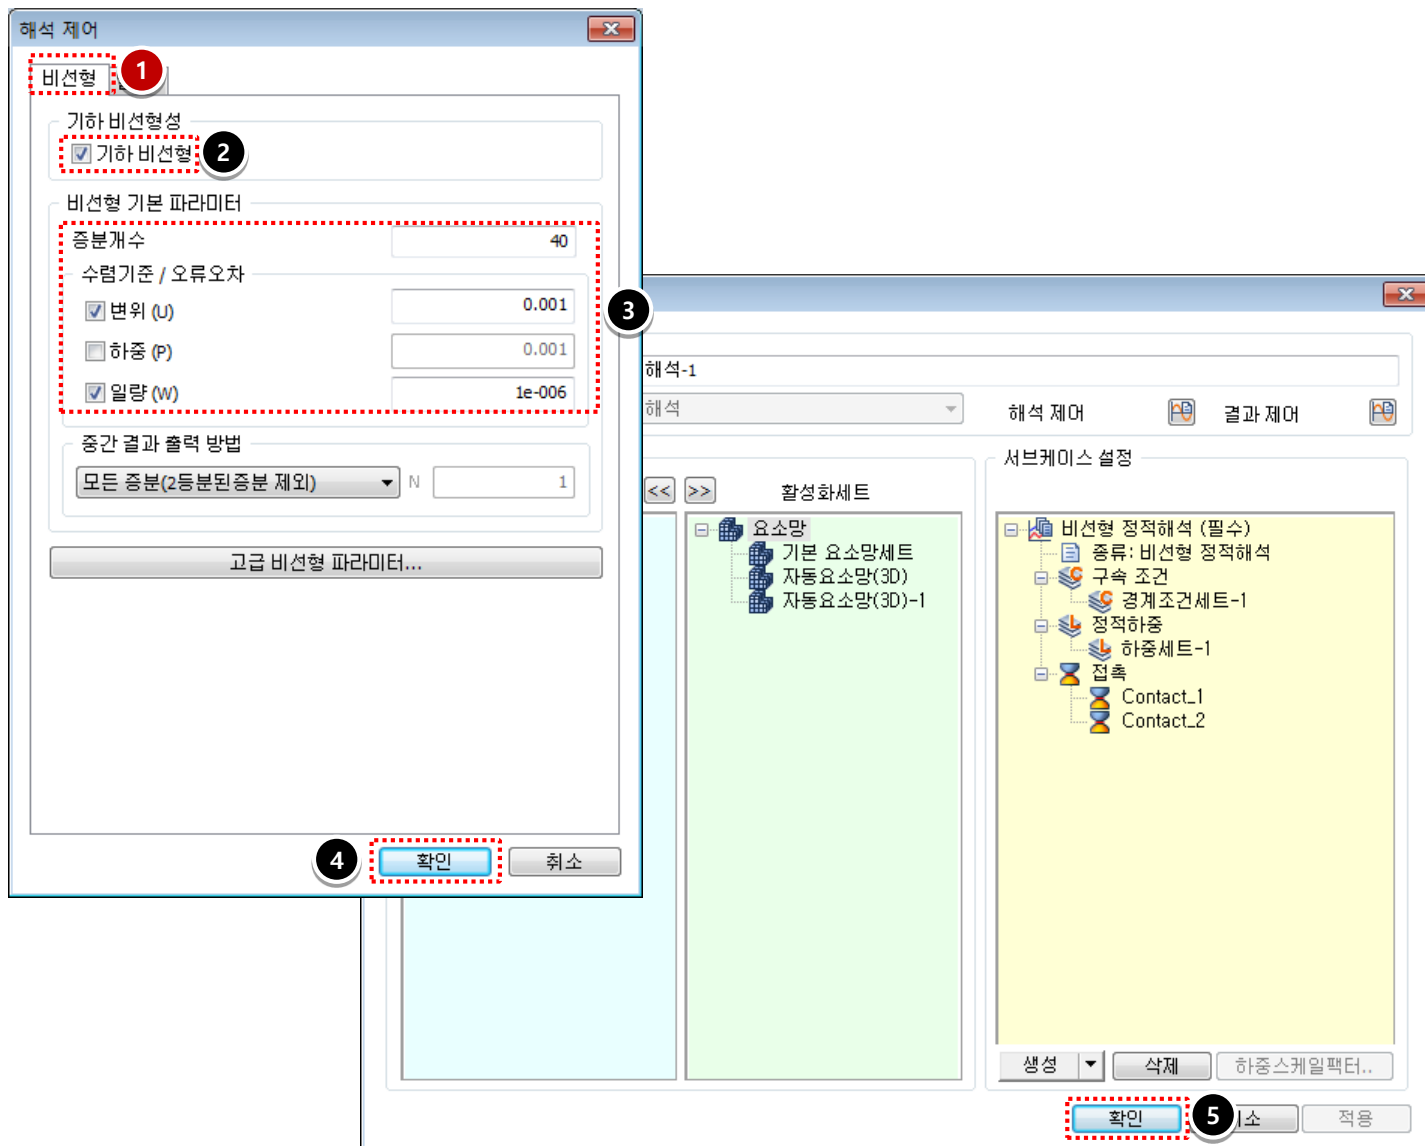 해석 제어
비선형
1
기하 비선형성
기하 비선형
2
비선형 기본 파라미터
증분개수
40
수렴기준 / 오류오차
변위 (U)
0.001
3
하중 (P)
0.001
일량 (W)
1e-006
중간 결과 출력 방법
모든 증분(2등분된증분 제외)
N
1
고급 비선형 파라미터...
4
확인
취소
해석-1
해석
해석 제어
결과 제어
<<
>>
활성화세트
요소망
기본 요소망세트
자동요소망(3D)
자동요소망(3D)-1
서브케이스 설정
비선형 정적해석 (필수)
종류: 비선형 정적해석
구속 조건
경계조건세트-1
정적하중
하중세트-1
접촉
Contact_1
Contact_2
생성
삭제
하중스케일팩터..
확인
5
소
적용